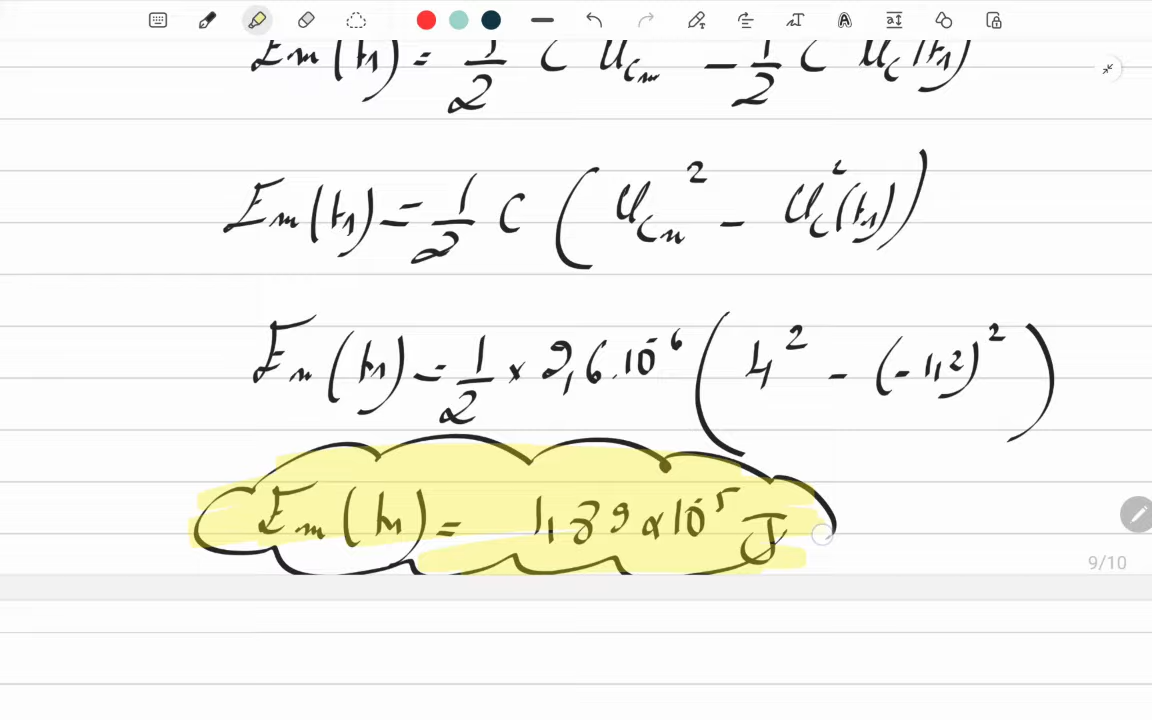 Em(t1) = 1/2 C Ucm - 1/2 C Uc(t1)
Em(t1) = 1/2 C (Ucm² - Uc²(t1))
Em(t1) = 1/2 × 2,6.10⁻⁶ (4² - (-1,2)²)
Em(t1) = 1,89×10⁻⁵ J
9/10